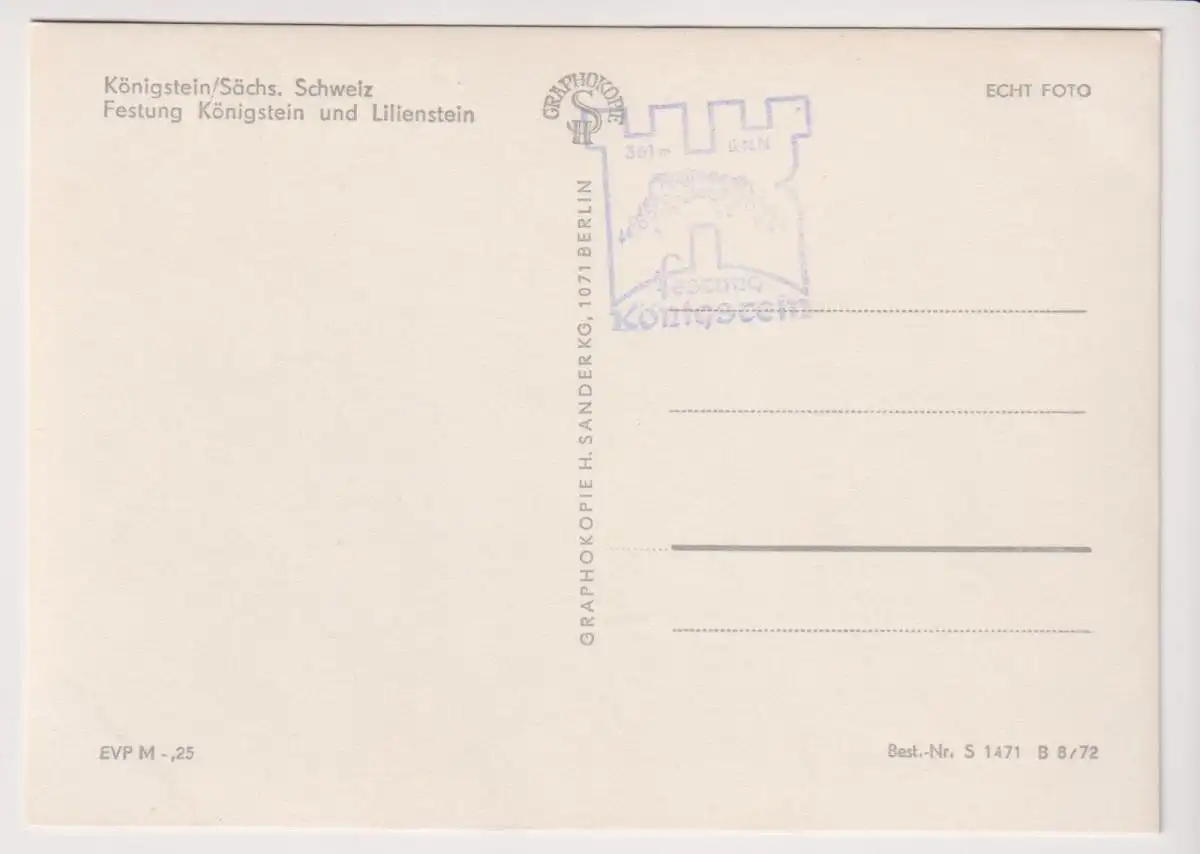 Königstein/Sächs. Schweiz
Festung Königstein und Lilienstein
GRAPHOKOPIE
H S
ECHT FOTO
361 m ü.N.N
Festung
Königstein
GRAPHOKOPIE H. SANDER KG, 1071 BERLIN
EVP M -,25
Best.-Nr. S 1471 B 8/72